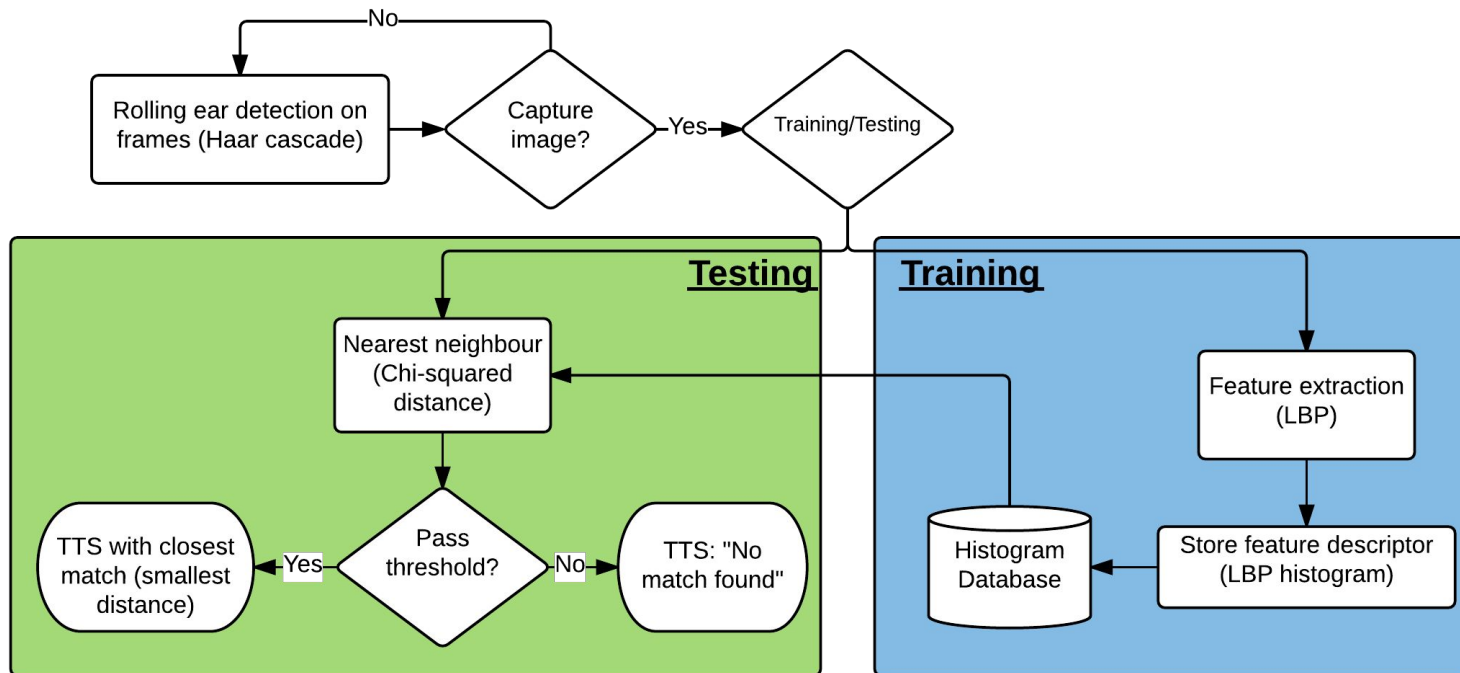 No
Rolling ear detection on
frames (Haar cascade)
Capture
image?
Yes
Training/Testing
Testing
Training
Nearest neighbour
(Chi-squared
distance)
Feature extraction
(LBP)
TTS with closest
match (smallest
distance)
Yes
Pass
threshold?
No
TTS: "No
match found"
Histogram
Database
Store feature descriptor
(LBP histogram)